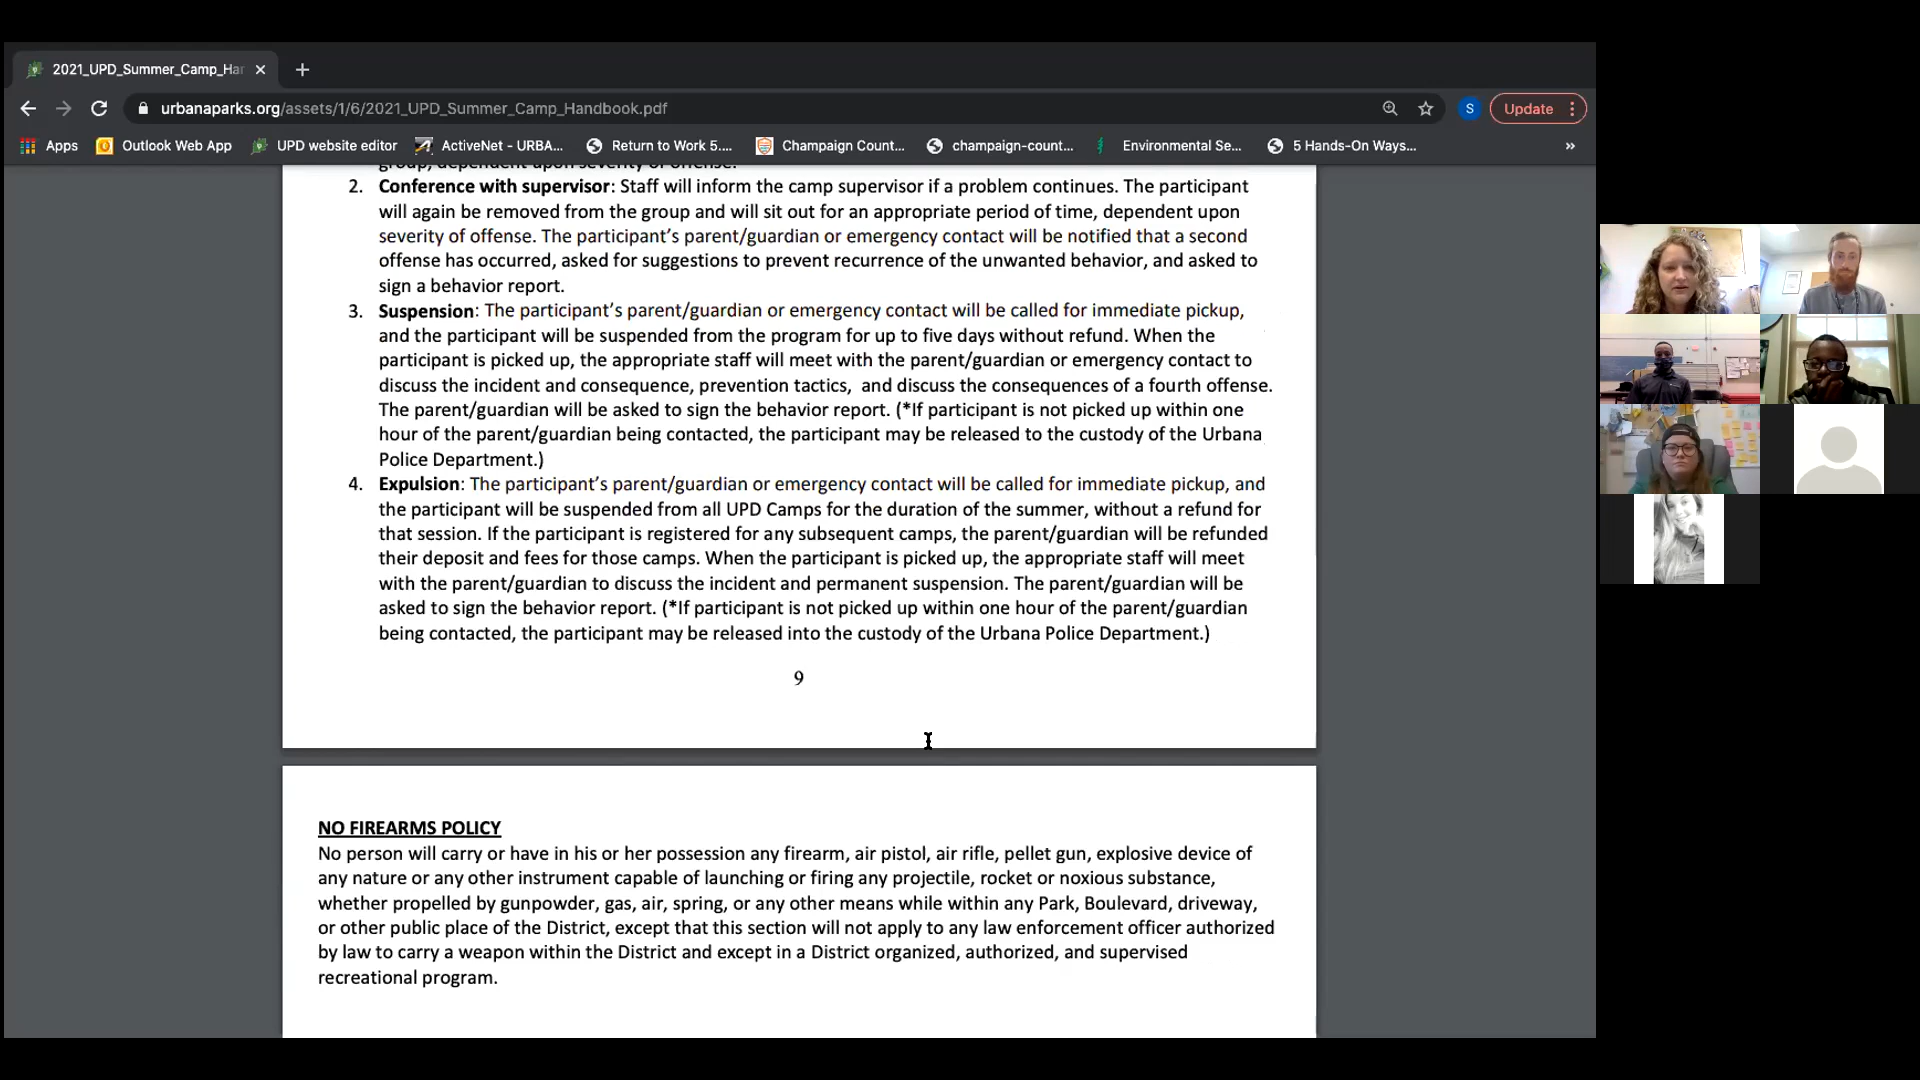 2021_UPD_Summer_Camp_Har
urbanaparks.org/assets/1/6/2021_UPD_Summer_Camp_Handbook.pdf
S
Update
Apps
Outlook Web App
UPD website editor
ActiveNet - URBA...
Return to Work 5....
Champaign Count...
champaign-count...
Environmental Se...
5 Hands-On Ways...
»
group, dependent upon severity of offense.
2. Conference with supervisor: Staff will inform the camp supervisor if a problem continues. The participant
will again be removed from the group and will sit out for an appropriate period of time, dependent upon
severity of offense. The participant’s parent/guardian or emergency contact will be notified that a second
offense has occurred, asked for suggestions to prevent recurrence of the unwanted behavior, and asked to
sign a behavior report.
3. Suspension: The participant’s parent/guardian or emergency contact will be called for immediate pickup,
and the participant will be suspended from the program for up to five days without refund. When the
participant is picked up, the appropriate staff will meet with the parent/guardian or emergency contact to
discuss the incident and consequence, prevention tactics,  and discuss the consequences of a fourth offense.
The parent/guardian will be asked to sign the behavior report. (*If participant is not picked up within one
hour of the parent/guardian being contacted, the participant may be released to the custody of the Urbana
Police Department.)
4. Expulsion: The participant’s parent/guardian or emergency contact will be called for immediate pickup, and
the participant will be suspended from all UPD Camps for the duration of the summer, without a refund for
that session. If the participant is registered for any subsequent camps, the parent/guardian will be refunded
their deposit and fees for those camps. When the participant is picked up, the appropriate staff will meet
with the parent/guardian to discuss the incident and permanent suspension. The parent/guardian will be
asked to sign the behavior report. (*If participant is not picked up within one hour of the parent/guardian
being contacted, the participant may be released into the custody of the Urbana Police Department.)
9
NO FIREARMS POLICY
No person will carry or have in his or her possession any firearm, air pistol, air rifle, pellet gun, explosive device of
any nature or any other instrument capable of launching or firing any projectile, rocket or noxious substance,
whether propelled by gunpowder, gas, air, spring, or any other means while within any Park, Boulevard, driveway,
or other public place of the District, except that this section will not apply to any law enforcement officer authorized
by law to carry a weapon within the District and except in a District organized, authorized, and supervised
recreational program.